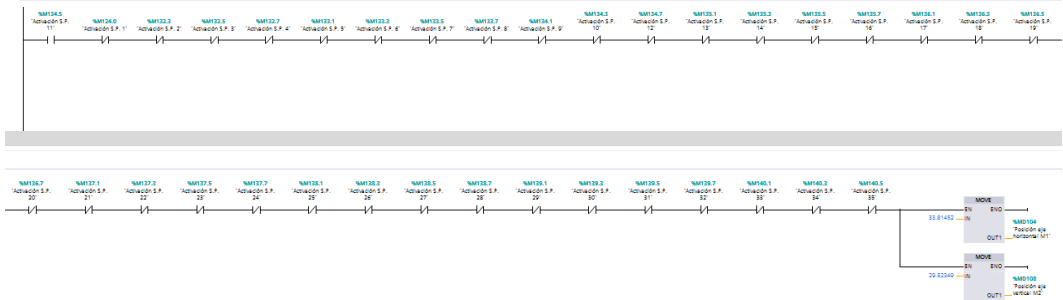 %M134.5 %M124.0 %M132.3 %M132.5 %M132.7 %M133.1 %M133.3 %M133.5 %M133.7 %M134.1 %M134.3 %M134.7 %M135.1 %M135.3 %M135.5 %M135.7 %M136.1 %M136.3 %M136.5
"Activación S.P. "Activación S.P. 1" "Activación S.P. 2" "Activación S.P. 3" "Activación S.P. 4" "Activación S.P. 5" "Activación S.P. 6" "Activación S.P. 7" "Activación S.P. 8" "Activación S.P. 9" "Activación S.P. "Activación S.P. "Activación S.P. "Activación S.P. "Activación S.P. "Activación S.P. "Activación S.P. "Activación S.P. "Activación S.P.
11" 10" 12" 13" 14" 15" 16" 17" 18" 19"
%M136.7 %M137.1 %M137.3 %M137.5 %M137.7 %M138.1 %M138.3 %M138.5 %M138.7 %M139.1 %M139.3 %M139.5 %M139.7 %M140.1 %M140.3 %M140.5
"Activación S.P. "Activación S.P. "Activación S.P. "Activación S.P. "Activación S.P. "Activación S.P. "Activación S.P. "Activación S.P. "Activación S.P. "Activación S.P. "Activación S.P. "Activación S.P. "Activación S.P. "Activación S.P. "Activación S.P. "Activación S.P.
20" 21" 22" 23" 24" 25" 26" 27" 28" 29" 30" 31" 32" 33" 34" 35"
MOVE
EN ENO
33.81452 IN
%MD104
"Posición eje
horizontal M1"
OUT1
MOVE
EN ENO
29.52349 IN
%MD108
"Posición eje
vertical M2"
OUT1